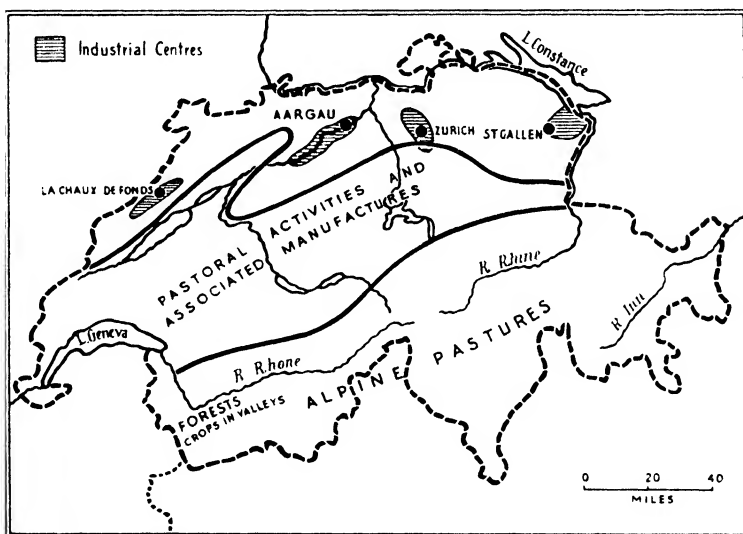 Industrial Centres
L. Constance
AARGAU
ZURICH
ST GALLEN
LA CHAUX DE FONDS
PASTORAL ACTIVITIES AND
ASSOCIATED MANUFACTURES
R. Rhine
R. Inn
L. Geneva
R. Rhone
ALPINE PASTURES
FORESTS
CROPS IN VALLEYS
0 20 40
MILES